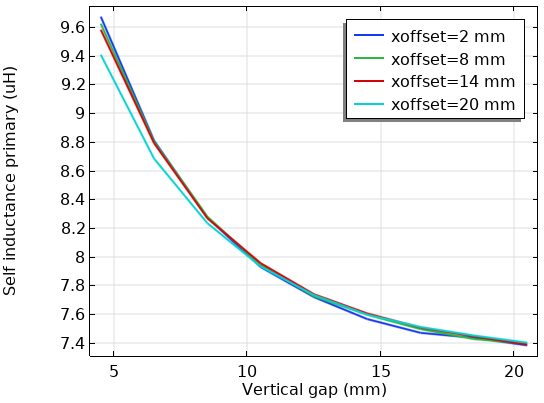 9.6
9.4
9.2
9
8.8
8.6
8.4
8.2
8
7.8
7.6
7.4
Self inductance primary (uH)
xoffset=2 mm
xoffset=8 mm
xoffset=14 mm
xoffset=20 mm
5 10 15 20
Vertical gap (mm)